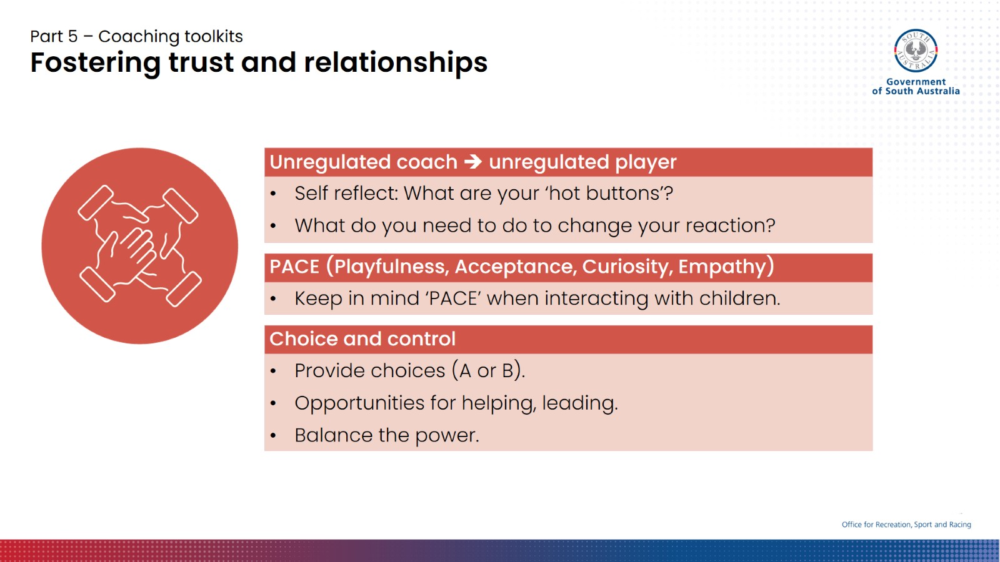 Part 5 – Coaching toolkits
Fostering trust and relationships
SOUTH
AUSTRALIA
Government
of South Australia
Unregulated coach ➔ unregulated player
• Self reflect: What are your ‘hot buttons’?
• What do you need to do to change your reaction?
PACE (Playfulness, Acceptance, Curiosity, Empathy)
• Keep in mind ‘PACE’ when interacting with children.
Choice and control
• Provide choices (A or B).
• Opportunities for helping, leading.
• Balance the power.
Office for Recreation, Sport and Racing